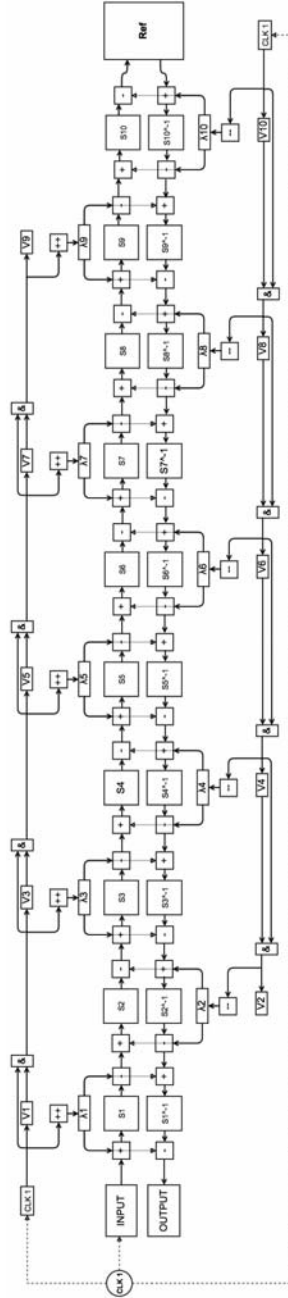 CLK 1 V1 & V3 & V5 & V7 & V9
++ ++ ++ ++ ++
λ1 λ3 λ5 λ7 λ9
INPUT + S1 - + S2 - + S3 - + S4 - + S5 - + S6 - + S7 - + S8 - + S9 - + S10 - Ref
CLK 1
OUTPUT - S1^-1 + - S2^-1 + - S3^-1 + - S4^-1 + - S5^-1 + - S6^-1 + - S7^-1 + - S8^-1 + - S9^-1 + - S10^-1 +
λ2 λ4 λ6 λ8 λ10
-- -- -- -- --
V2 & V4 & V6 & V8 & V10 CLK 1